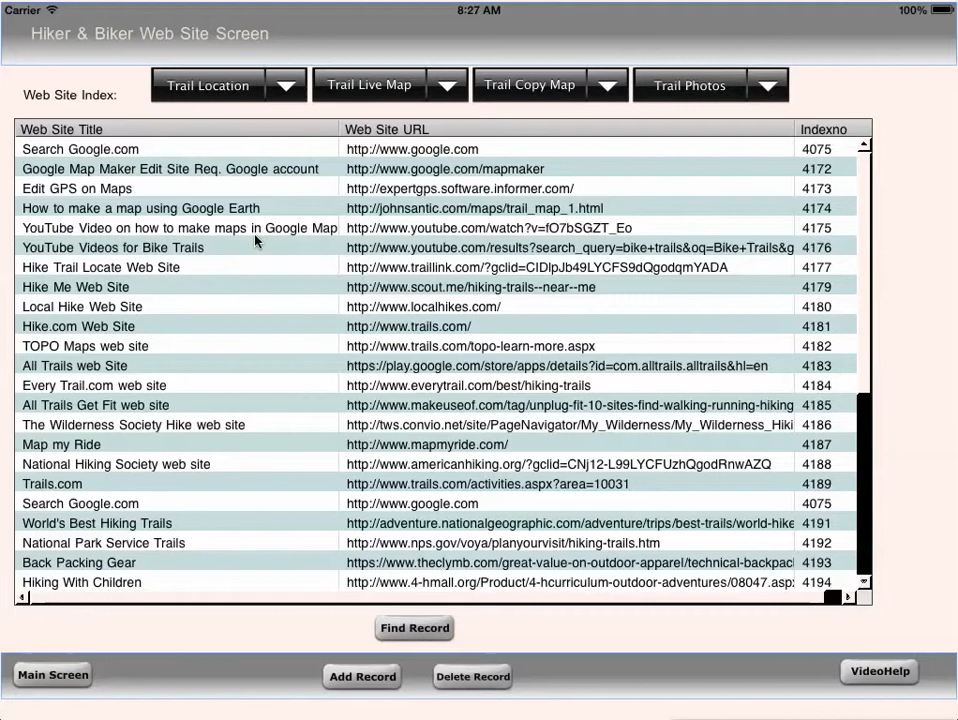 Carrier 8:27 AM 100%
Hiker & Biker Web Site Screen
Web Site Index: Trail Location Trail Live Map Trail Copy Map Trail Photos
Web Site Title Web Site URL Indexno
Search Google.com http://www.google.com 4075
Google Map Maker Edit Site Req. Google account http://www.google.com/mapmaker 4172
Edit GPS on Maps http://expertgps.software.informer.com/ 4173
How to make a map using Google Earth http://johnsantic.com/maps/trail_map_1.html 4174
YouTube Video on how to make maps in Google Map http://www.youtube.com/watch?v=fO7bSGZT_Eo 4175
YouTube Videos for Bike Trails http://www.youtube.com/results?search_query=bike+trails&oq=Bike+Trails&g 4176
Hike Trail Locate Web Site http://www.traillink.com/?gclid=CIDlpJb49LYCFS9dQgodqmYADA 4177
Hike Me Web Site http://www.scout.me/hiking-trails--near--me 4179
Local Hike Web Site http://www.localhikes.com/ 4180
Hike.com Web Site http://www.trails.com/ 4181
TOPO Maps web site http://www.trails.com/topo-learn-more.aspx 4182
All Trails web Site https://play.google.com/store/apps/details?id=com.alltrails.alltrails&hl=en 4183
Every Trail.com web site http://www.everytrail.com/best/hiking-trails 4184
All Trails Get Fit web site http://www.makeuseof.com/tag/unplug-fit-10-sites-find-walking-running-hiking 4185
The Wilderness Society Hike web site http://tws.convio.net/site/PageNavigator/My_Wilderness/My_Wilderness_Hiki 4186
Map my Ride http://www.mapmyride.com/ 4187
National Hiking Society web site http://www.americanhiking.org/?gclid=CNj12-L99LYCFUzhQgodRnwAZQ 4188
Trails.com http://www.trails.com/activities.aspx?area=10031 4189
Search Google.com http://www.google.com 4075
World's Best Hiking Trails http://adventure.nationalgeographic.com/adventure/trips/best-trails/world-hike 4191
National Park Service Trails http://www.nps.gov/voya/planyourvisit/hiking-trails.htm 4192
Back Packing Gear https://www.theclymb.com/great-value-on-outdoor-apparel/technical-backpac 4193
Hiking With Children http://www.4-hmall.org/Product/4-hcurriculum-outdoor-adventures/08047.asp 4194
Find Record
Main Screen Add Record Delete Record VideoHelp